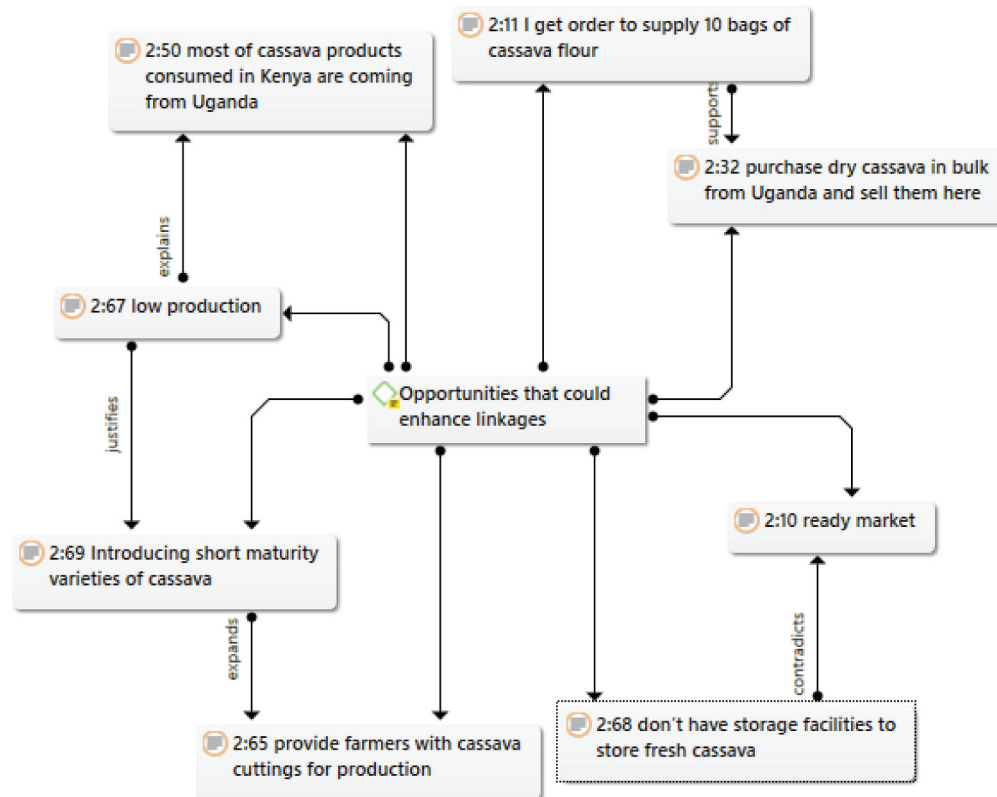 2:11 I get order to supply 10 bags of
cassava flour
2:50 most of cassava products
consumed in Kenya are coming
from Uganda
supports
2:32 purchase dry cassava in bulk
from Uganda and sell them here
explains
2:67 low production
Opportunities that could
enhance linkages
justifies
2:10 ready market
2:69 Introducing short maturity
varieties of cassava
expands
contradicts
2:68 don't have storage facilities to
store fresh cassava
2:65 provide farmers with cassava
cuttings for production